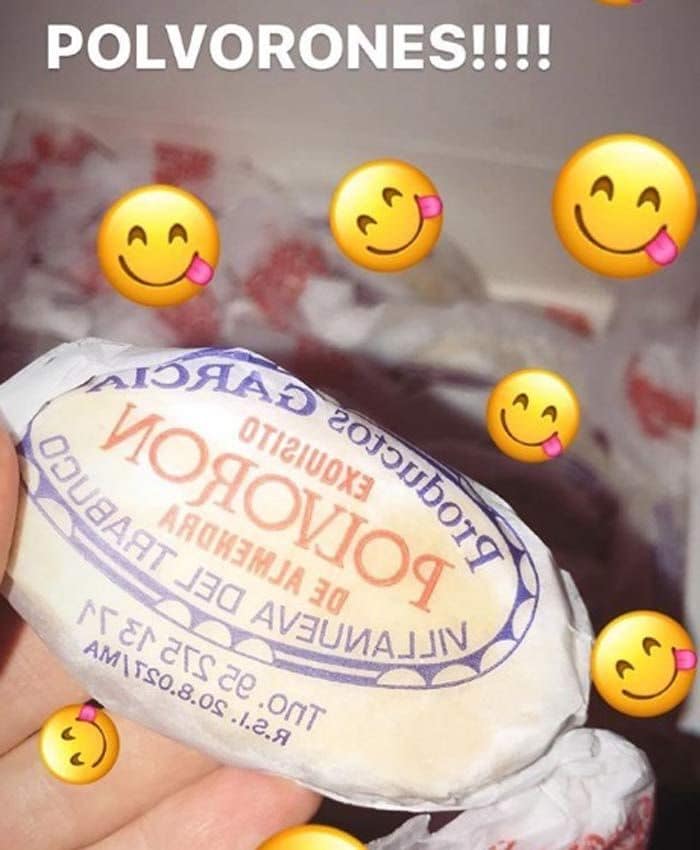 POLVORONES!!!!
Productos GARCIA
EXQUISITO
POLVORON
DE ALMENDRA
VILLANUEVA DEL TRABUCO
Tno. 95 275 13 71
R.S.I. 20.8.027/MA